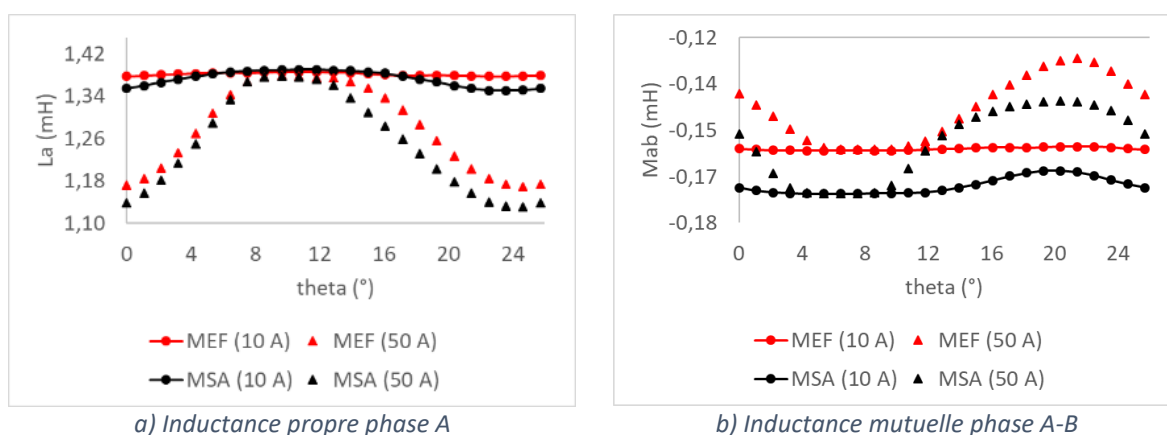 1,42
1,34
1,26
1,18
1,10
La (mH)
0 4 8 12 16 20 24
theta (°)
MEF (10 A) MEF (50 A)
MSA (10 A) MSA (50 A)
a) Inductance propre phase A
-0,12
-0,14
-0,15
-0,17
-0,18
Mab (mH)
0 4 8 12 16 20 24
theta (°)
MEF (10 A) MEF (50 A)
MSA (10 A) MSA (50 A)
b) Inductance mutuelle phase A-B